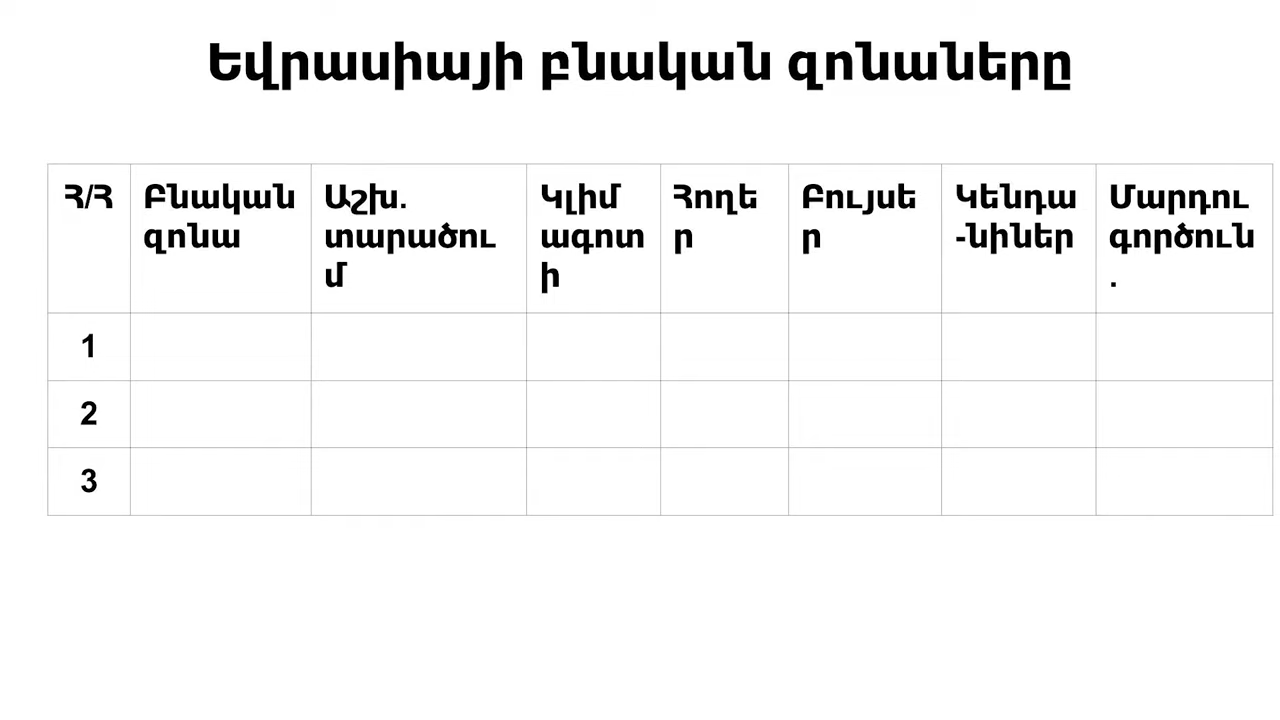 Եվրասիայի բնական զոնաները
Հ/Հ
Բնական
զոնա
Աշխ.
տարածու
մ
Կլիմ
ագոտ
ի
Հողե
ր
Բույսե
ր
Կենդա
-նիներ
Մարդու
գործուն
.
1
2
3